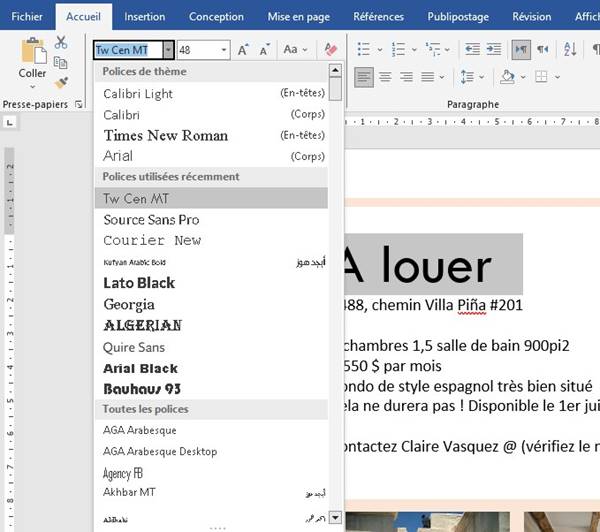 Fichier Accueil Insertion Conception Mise en page Références Publipostage Révision
Tw Cen MT 48 Aa
Coller
Presse-papiers Paragraphe
Polices de thème
Calibri Light (En-têtes)
Calibri (Corps)
Times New Roman (En-têtes)
Arial (Corps)
Polices utilisées récemment
Tw Cen MT
Source Sans Pro
Courier New
Kufyan Arabic Bold أبجد هوز
Lato Black
Georgia
ALGERIAN
Quire Sans
Arial Black
Bauhaus 93
Toutes les polices
AGA Arabesque
AGA Arabesque Desktop
Agency FB
Akhbar MT أبجد هوز
A louer
488, chemin Villa Piña #201
chambres 1,5 salle de bain 900pi2
550 $ par mois
ondo de style espagnol très bien situé
ela ne durera pas ! Disponible le 1er jui
ontactez Claire Vasquez @ (vérifiez le n